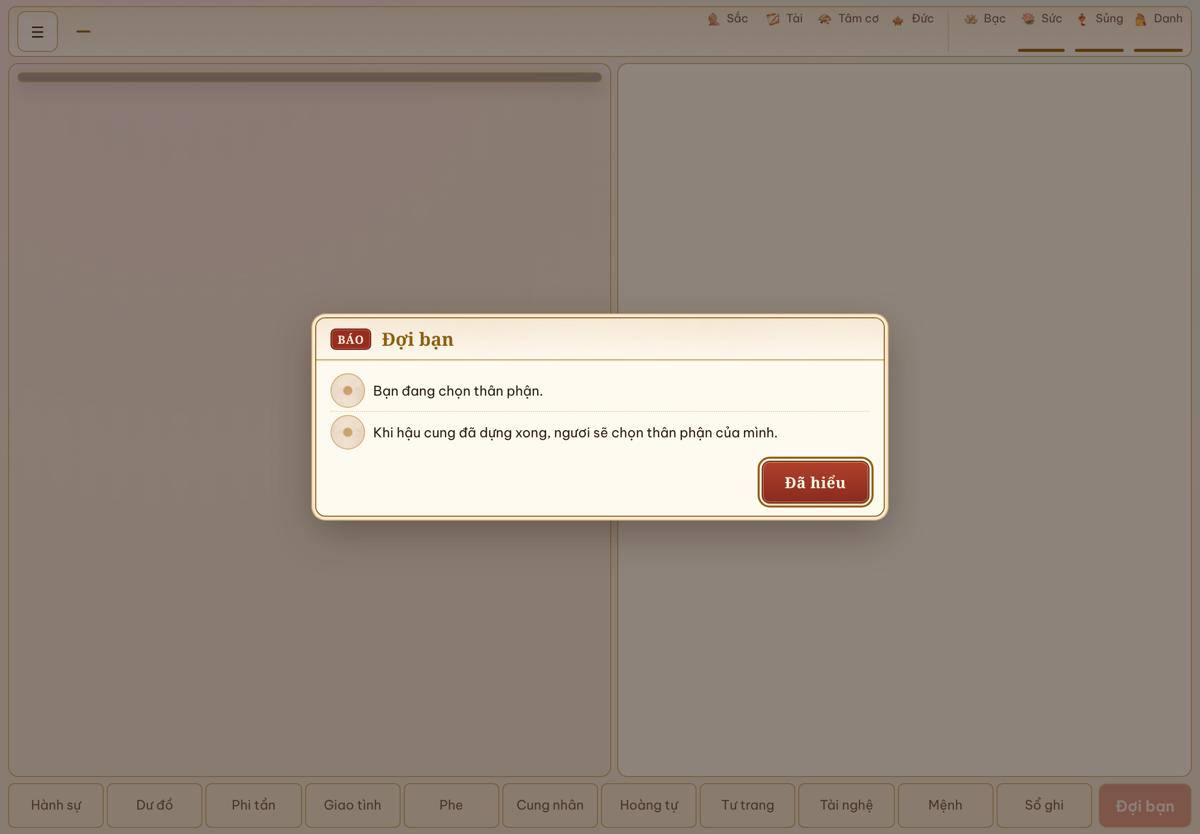 ☰ – Sắc Tài Tâm cơ Đức Bạc Sức Sủng Danh
BÁO Đợi bạn
Bạn đang chọn thân phận.
Khi hậu cung đã dựng xong, ngươi sẽ chọn thân phận của mình.
Đã hiểu
Hành sự Dư đồ Phi tần Giao tình Phe Cung nhân Hoàng tự Tư trang Tài nghệ Mệnh Sổ ghi Đợi bạn